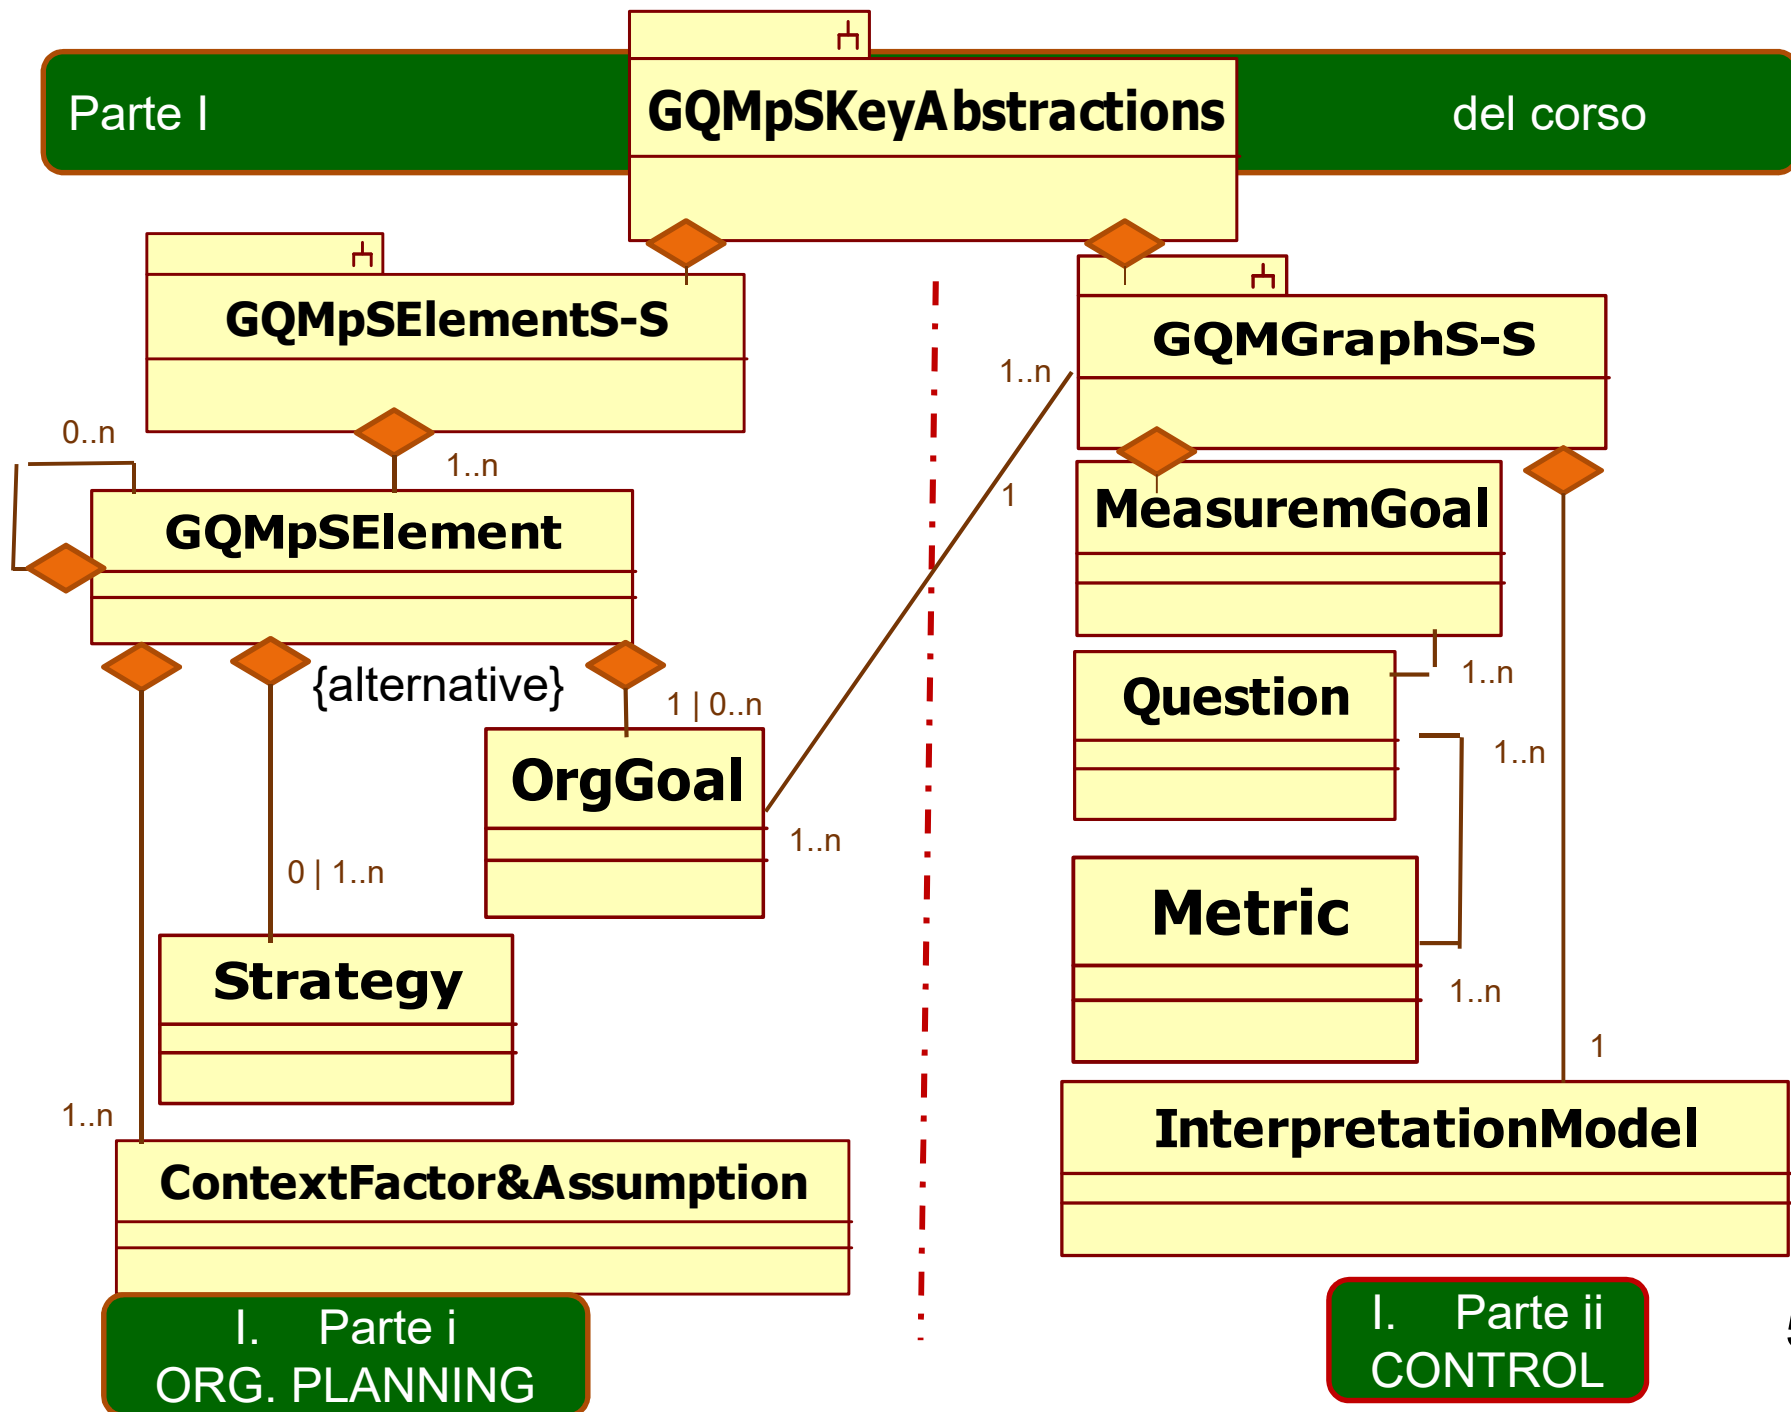 Parte I
GQMpSKeyAbstractions
del corso
GQMpSElementS-S
GQMGraphS-S
1..n
0..n
1..n
1
MeasuremGoal
GQMpSElement
{alternative}
1..n
1 | 0..n
Question
1..n
OrgGoal
1..n
0 | 1..n
Metric
Strategy
1..n
1
1..n
InterpretationModel
ContextFactor&Assumption
I. Parte i
ORG. PLANNING
I. Parte ii
CONTROL